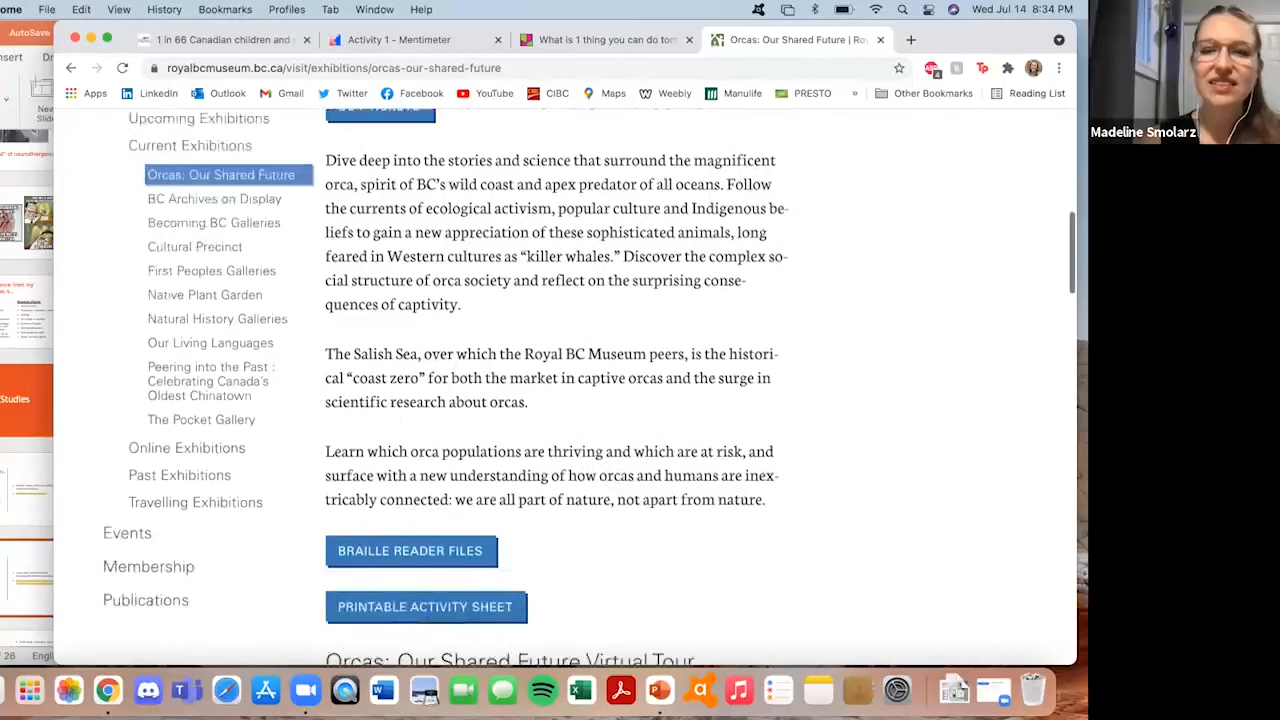 ome File Edit View History Bookmarks Profiles Tab Window Help Wed Jul 14 8:34 PM
AutoSave
1 in 66 Canadian children and Activity 1 - Mentimeter What is 1 thing you can do tom Orcas: Our Shared Future | Roy
nsert
royalbcmuseum.bc.ca/visit/exhibitions/orcas-our-shared-future
Apps LinkedIn Outlook Gmail Twitter Facebook YouTube CIBC Maps Weebly Manulife PRESTO » Other Bookmarks Reading List
New
Slide
Madeline Smolarz
Upcoming Exhibitions
Current Exhibitions
Orcas: Our Shared Future
BC Archives Display
Becoming BC Galleries
Cultural Precinct
First Peoples Galleries
Native Plant Garden
Natural History Galleries
Our Living Languages
Peering into the Past :
Celebrating Canada's
Oldest Chinatown
The Pocket Gallery
Online Exhibitions
Past Exhibitions
Travelling Exhibitions
Events
Membership
Publications
Dive deep into the stories and science that surround the magnificent
orca, spirit of BC's wild coast and apex predator of all oceans. Follow
the currents of ecological activism, popular culture and Indigenous be-
liefs to gain a new appreciation of these sophisticated animals, long
feared in Western cultures as “killer whales.” Discover the complex so-
cial structure of orca society and reflect on the surprising conse-
quences of captivity.
The Salish Sea, over which the Royal BC Museum peers, is the histori-
cal “coast zero” for both the market in captive orcas and the surge in
scientific research about orcas.
Learn which orca populations are thriving and which are at risk, and
surface with a new understanding of how orcas and humans are inex-
tricably connected: we are all part of nature, not apart from nature.
BRAILLE READER FILES
PRINTABLE ACTIVITY SHEET
Orcas: Our Shared Future Virtual Tour
Studies
26 Engli